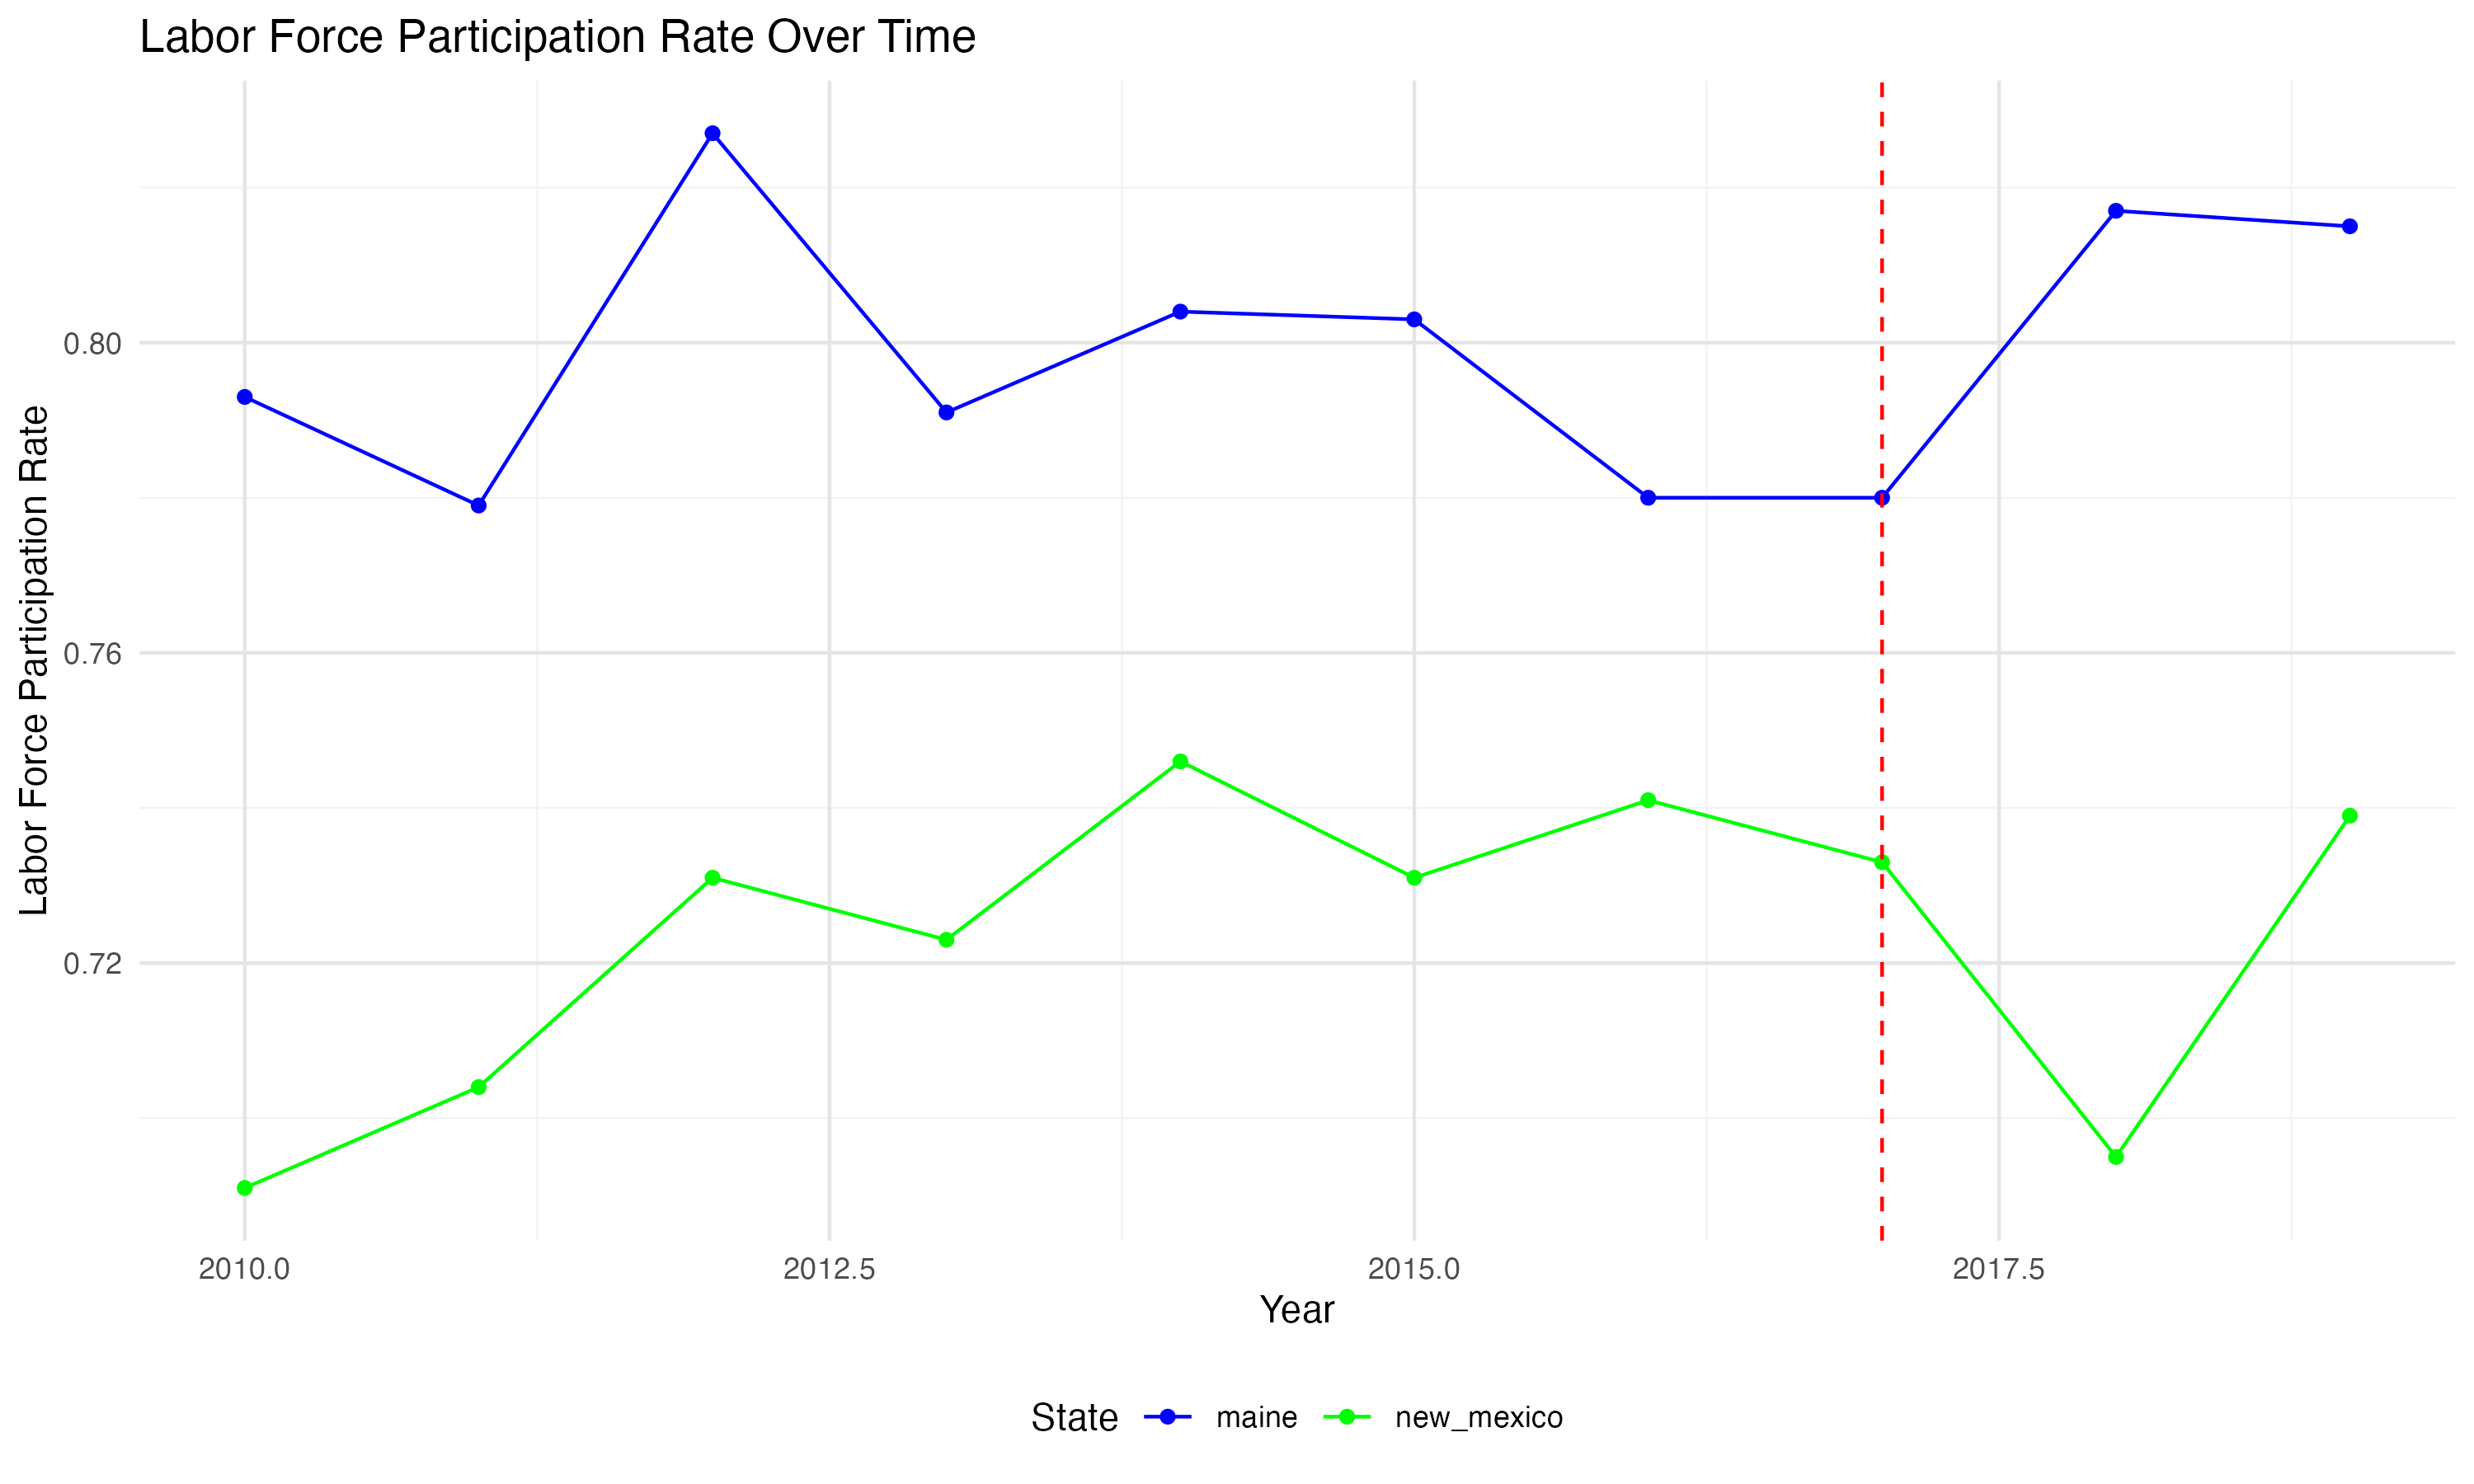 Labor Force Participation Rate Over Time
Labor Force Participation Rate
0.80
0.76
0.72
2010.0 2012.5 2015.0 2017.5
Year
State maine new_mexico